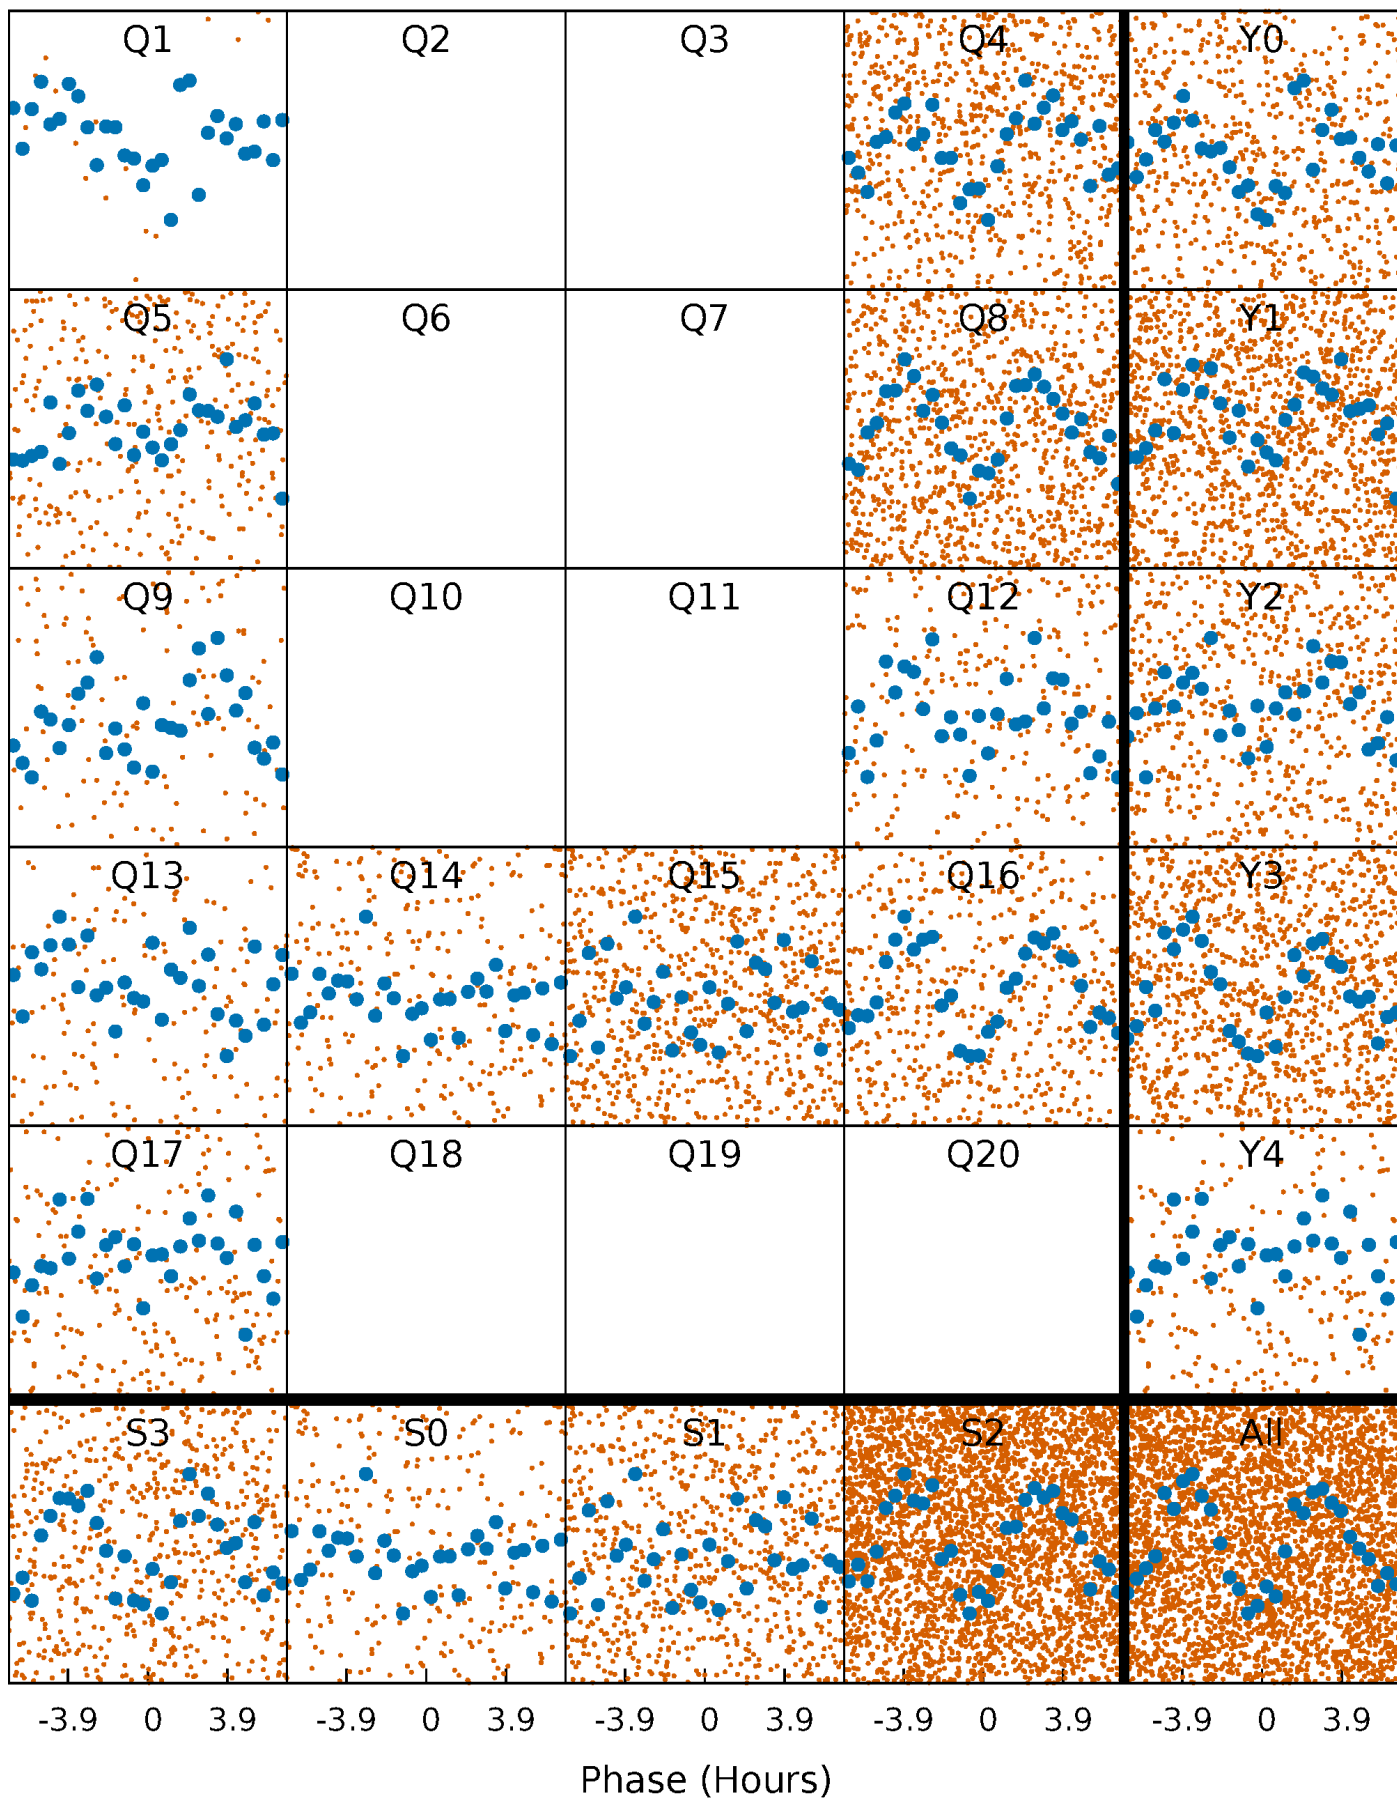 Q1 Q2 Q3 Q4 Y0
Q5 Q6 Q7 Q8 Y1
Q9 Q10 Q11 Q12 Y2
Q13 Q14 Q15 Q16 Y3
Q17 Q18 Q19 Q20 Y4
S3 S0 S1 S2 All
-3.9 0 3.9 -3.9 0 3.9 -3.9 0 3.9 -3.9 0 3.9 -3.9 0 3.9
Phase (Hours)